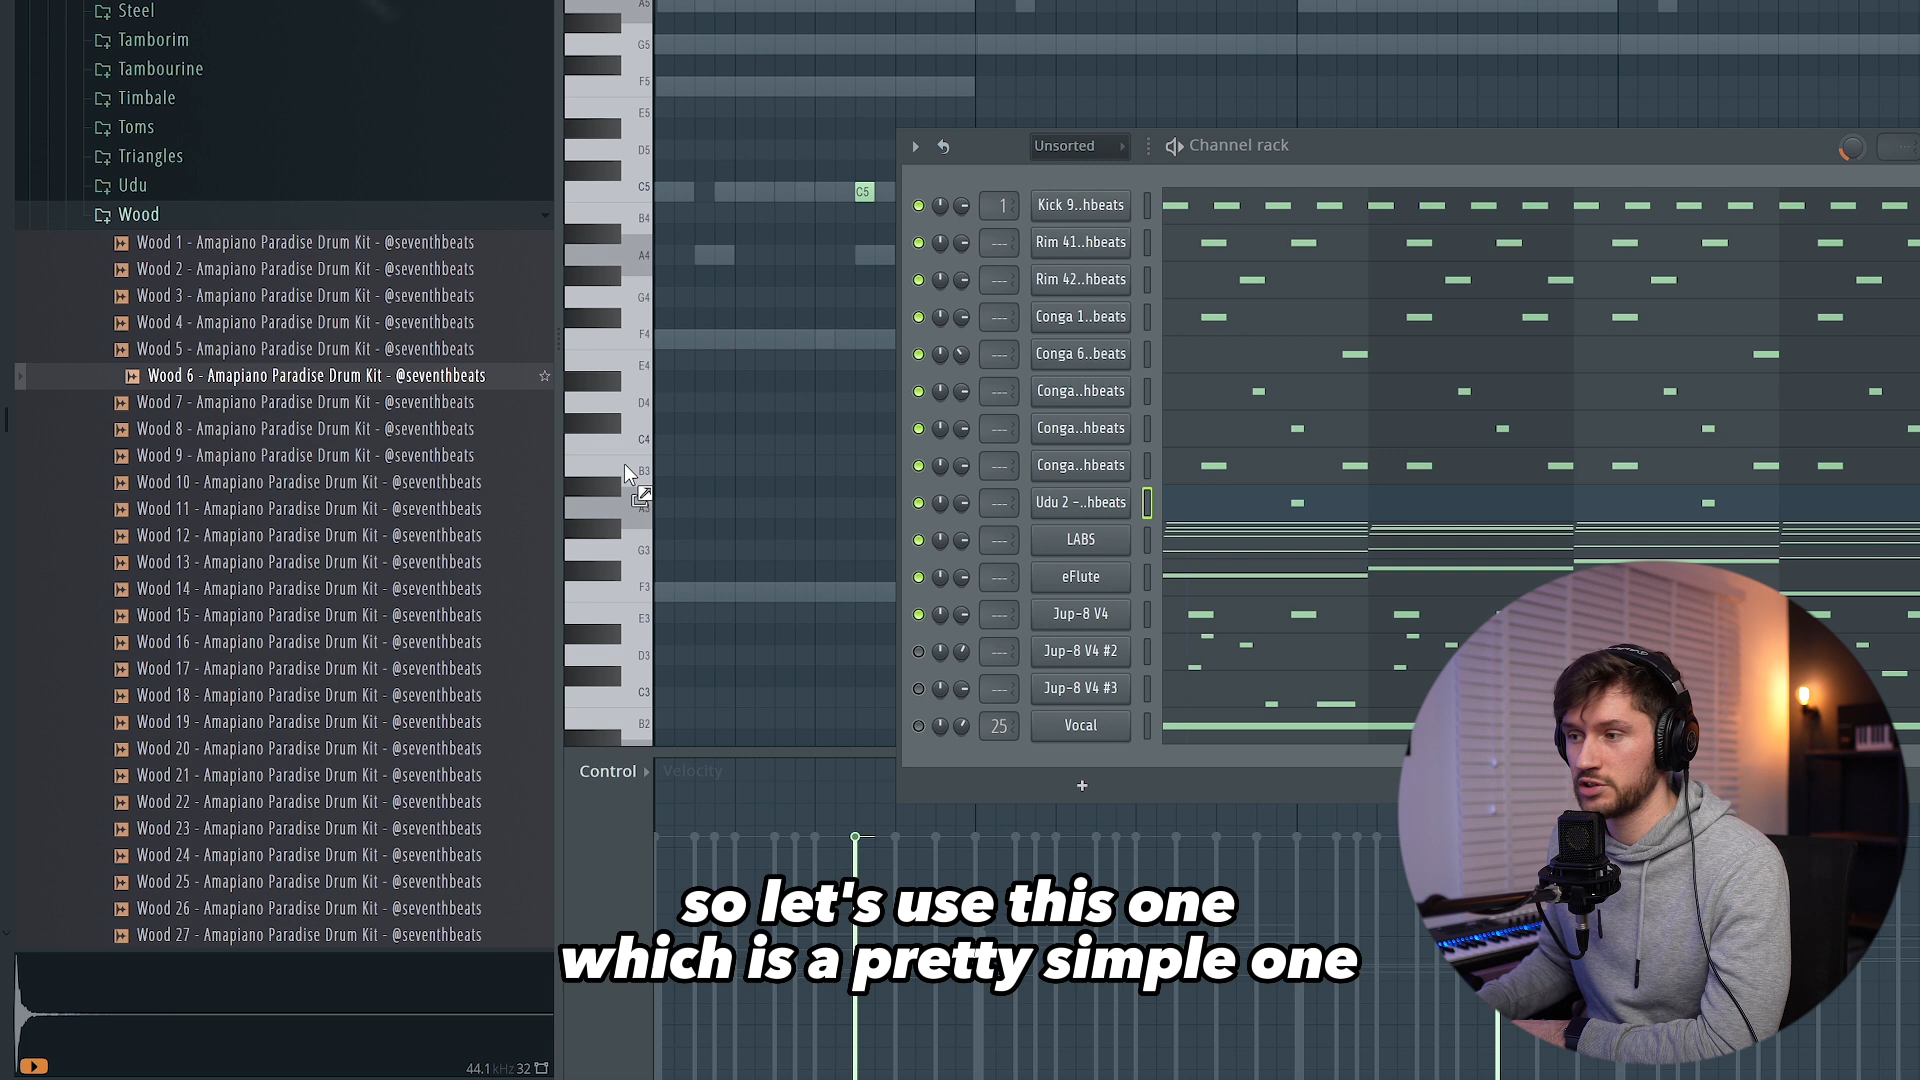 Steel
Tamborim
Tambourine
Timbale
Toms
Triangles
Udu
Wood
Wood 1 - Amapiano Paradise Drum Kit - @seventhbeats
Wood 2 - Amapiano Paradise Drum Kit - @seventhbeats
Wood 3 - Amapiano Paradise Drum Kit - @seventhbeats
Wood 4 - Amapiano Paradise Drum Kit - @seventhbeats
Wood 5 - Amapiano Paradise Drum Kit - @seventhbeats
Wood 6 - Amapiano Paradise Drum Kit - @seventhbeats
Wood 7 - Amapiano Paradise Drum Kit - @seventhbeats
Wood 8 - Amapiano Paradise Drum Kit - @seventhbeats
Wood 9 - Amapiano Paradise Drum Kit - @seventhbeats
Wood 10 - Amapiano Paradise Drum Kit - @seventhbeats
Wood 11 - Amapiano Paradise Drum Kit - @seventhbeats
Wood 12 - Amapiano Paradise Drum Kit - @seventhbeats
Wood 13 - Amapiano Paradise Drum Kit - @seventhbeats
Wood 14 - Amapiano Paradise Drum Kit - @seventhbeats
Wood 15 - Amapiano Paradise Drum Kit - @seventhbeats
Wood 16 - Amapiano Paradise Drum Kit - @seventhbeats
Wood 17 - Amapiano Paradise Drum Kit - @seventhbeats
Wood 18 - Amapiano Paradise Drum Kit - @seventhbeats
Wood 19 - Amapiano Paradise Drum Kit - @seventhbeats
Wood 20 - Amapiano Paradise Drum Kit - @seventhbeats
Wood 21 - Amapiano Paradise Drum Kit - @seventhbeats
Wood 22 - Amapiano Paradise Drum Kit - @seventhbeats
Wood 23 - Amapiano Paradise Drum Kit - @seventhbeats
Wood 24 - Amapiano Paradise Drum Kit - @seventhbeats
Wood 25 - Amapiano Paradise Drum Kit - @seventhbeats
Wood 26 - Amapiano Paradise Drum Kit - @seventhbeats
Wood 27 - Amapiano Paradise Drum Kit - @seventhbeats
44.1kHz 32
A5
G5
F5
E5
D5
C5
B4
A4
G4
F4
E4
D4
C4
B3
G3
F3
E3
D3
C3
B2
C5
Control
Velocity
Unsorted
Channel rack
1
Kick 9..hbeats
--- Rim 41..hbeats
--- Rim 42..hbeats
--- Conga 1..beats
--- Conga 6..beats
--- Conga..hbeats
--- Conga..hbeats
--- Conga..hbeats
--- Udu 2 -..hbeats
--- LABS
--- eFlute
--- Jup-8 V4
--- Jup-8 V4 #2
--- Jup-8 V4 #3
25 Vocal
+
so let's use this one
which is a pretty simple one